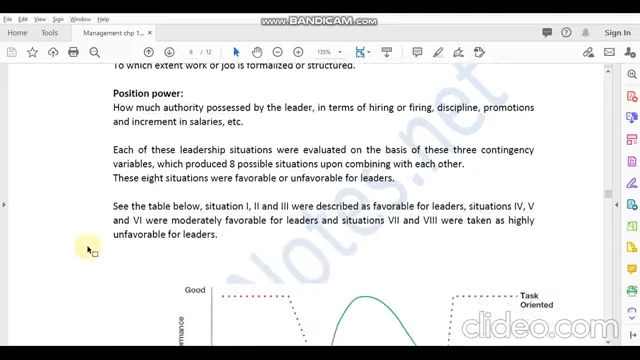 www.BANDICAM.com
File Edit View Sign Window Help
Home Tools Management chp 1... ×
6 / 12 135%
To which extent work or job is formalized or structured.
Position power:
How much authority possessed by the leader, in terms of hiring or firing, discipline, promotions
and increment in salaries, etc.
Each of these leadership situations were evaluated on the basis of these three contingency
variables, which produced 8 possible situations upon combining with each other.
These eight situations were favorable or unfavorable for leaders.
See the table below, situation I, II and III were described as favorable for leaders, situations IV, V
and VI were moderately favorable for leaders and situations VII and VIII were taken as highly
unfavorable for leaders.
Notes.net
Good
Task
Oriented
clideo.com